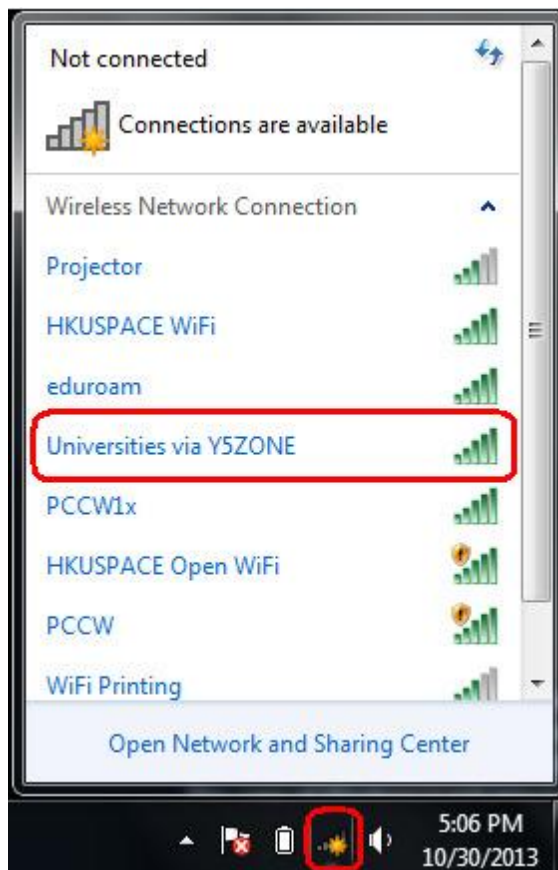 Not connected
Connections are available
Wireless Network Connection
Projector
HKUSPACE WiFi
eduroam
Universities via Y5ZONE
PCCW1x
HKUSPACE Open WiFi
PCCW
WiFi Printing
Open Network and Sharing Center
5:06 PM
10/30/2013